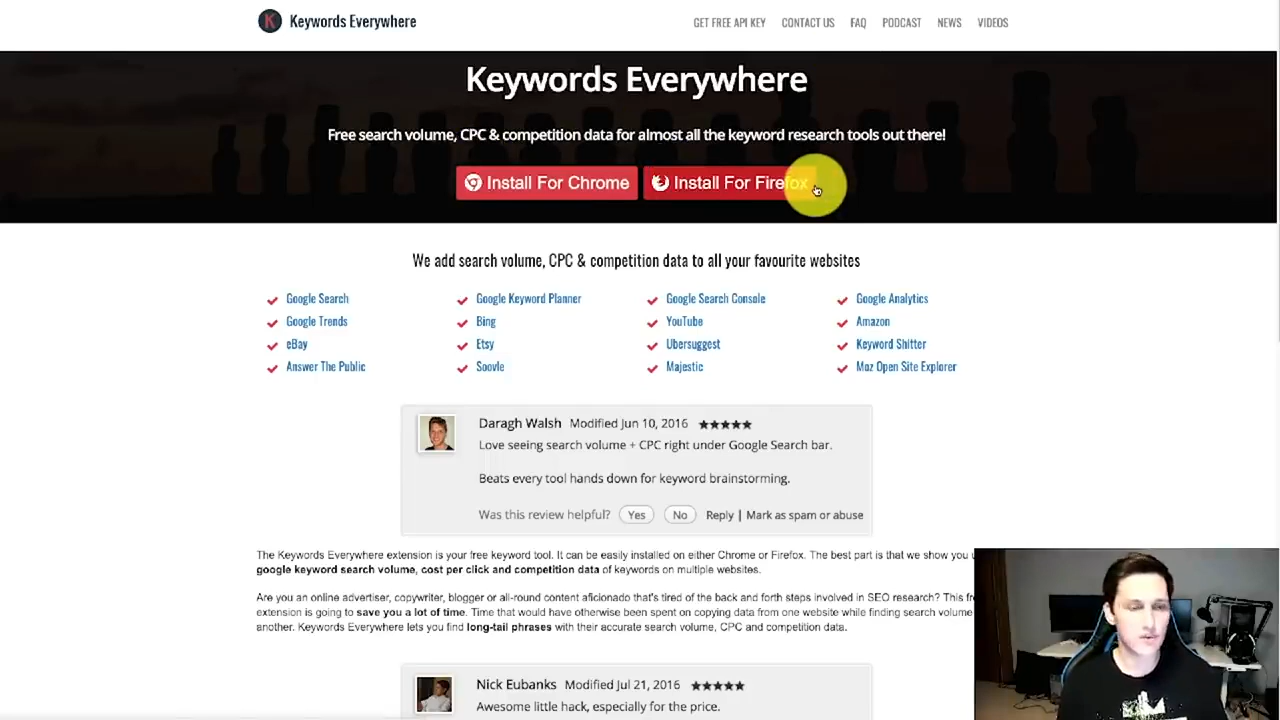 Keywords Everywhere
GET FREE API KEY CONTACT US FAQ PODCAST NEWS VIDEOS
Keywords Everywhere
Free search volume, CPC & competition data for almost all the keyword research tools out there!
Install For Chrome Install For Firefox
We add search volume, CPC & competition data to all your favourite websites
Google Search Google Keyword Planner Google Search Console Google Analytics
Google Trends Bing YouTube Amazon
eBay Etsy Ubersuggest Keyword Shitter
Answer The Public Soovle Majestic Moz Open Site Explorer
Daragh Walsh Modified Jun 10, 2016
Love seeing search volume + CPC right under Google Search bar.
Beats every tool hands down for keyword brainstorming.
Was this review helpful? Yes No Reply | Mark as spam or abuse
The Keywords Everywhere extension is your free keyword tool. It can be easily installed on either Chrome or Firefox. The best part is that we show you
google keyword search volume, cost per click and competition data of keywords on multiple websites.
Are you an online advertiser, copywriter, blogger or all-round content aficionado that's tired of the back and forth steps involved in SEO research? This
extension is going to save you a lot of time. Time that would have otherwise been spent on copying data from one website while finding search volume
another. Keywords Everywhere lets you find long-tail phrases with their accurate search volume, CPC and competition data.
Nick Eubanks Modified Jul 21, 2016
Awesome little hack, especially for the price.